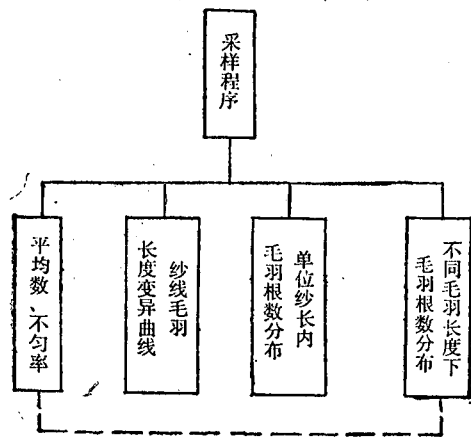 采样程序
平均数、不匀率
纱线毛羽
长度变异曲线
单位纱长内
毛羽根数分布
不同毛羽长度下
毛羽根数分布